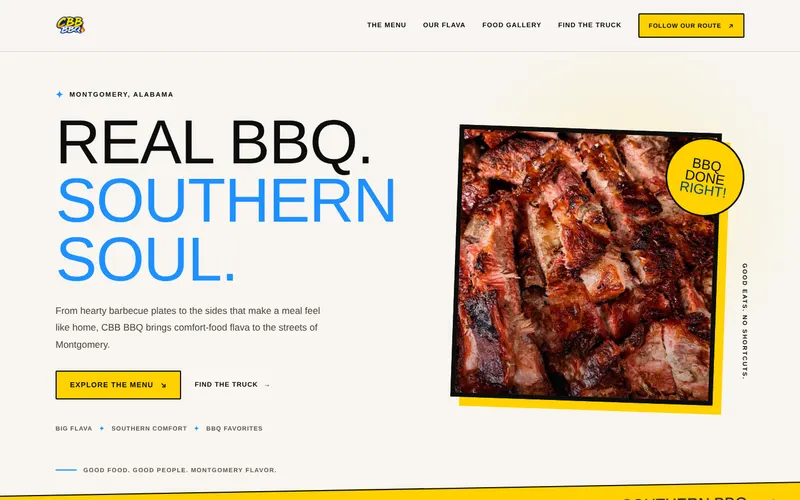 CBB
BBQ
THE MENU
OUR FLAVA
FOOD GALLERY
FIND THE TRUCK
FOLLOW OUR ROUTE ↗
✦ MONTGOMERY, ALABAMA
REAL BBQ.
SOUTHERN
SOUL.
From hearty barbecue plates to the sides that make a meal feel
like home, CBB BBQ brings comfort-food flava to the streets of
Montgomery.
EXPLORE THE MENU ↘
FIND THE TRUCK →
BIG FLAVA ✦ SOUTHERN COMFORT ✦ BBQ FAVORITES
GOOD FOOD. GOOD PEOPLE. MONTGOMERY FLAVOR.
BBQ
DONE
RIGHT!
GOOD EATS. NO SHORTCUTS.
SOUTHERN BBQ